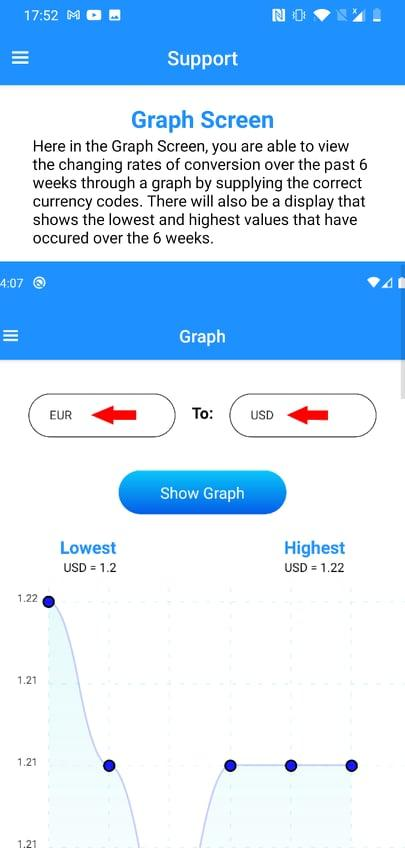 17:52
Support
Graph Screen
Here in the Graph Screen, you are able to view
the changing rates of conversion over the past 6
weeks through a graph by supplying the correct
currency codes. There will also be a display that
shows the lowest and highest values that have
occured over the 6 weeks.
4:07
Graph
EUR To: USD
Show Graph
Lowest Highest
USD = 1.2 USD = 1.22
1.22
1.21
1.21
1.21